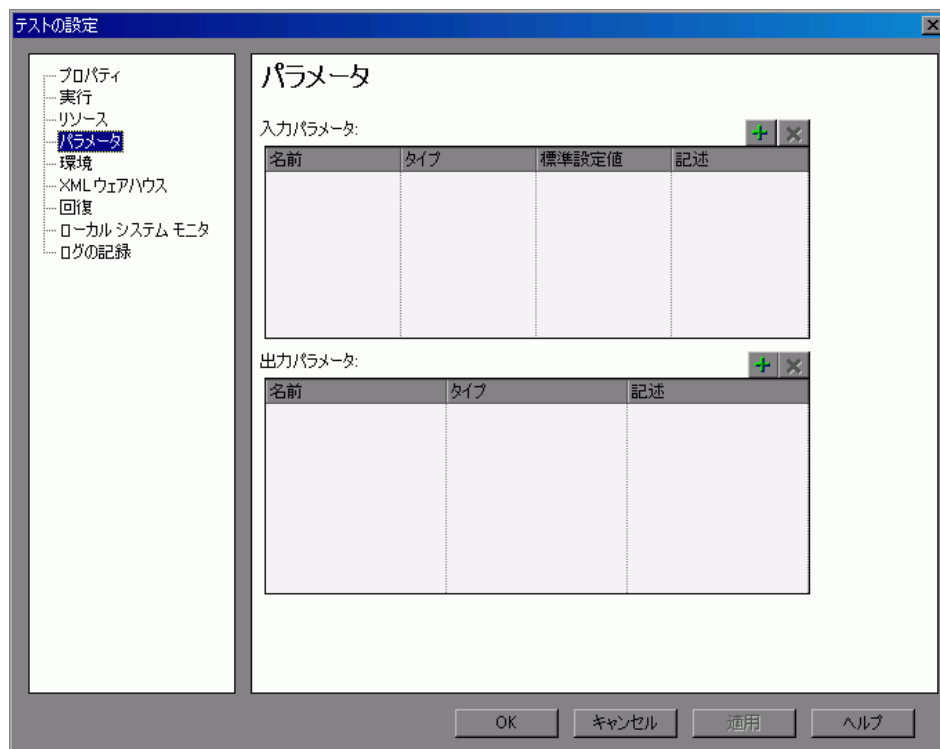 テストの設定
プロパティ
実行
リソース
パラメータ
環境
XML ウェアハウス
回復
ローカル システム モニタ
ログの記録
パラメータ
入力パラメータ:
名前 タイプ 標準設定値 記述
出力パラメータ:
名前 タイプ 記述
OK キャンセル 適用 ヘルプ